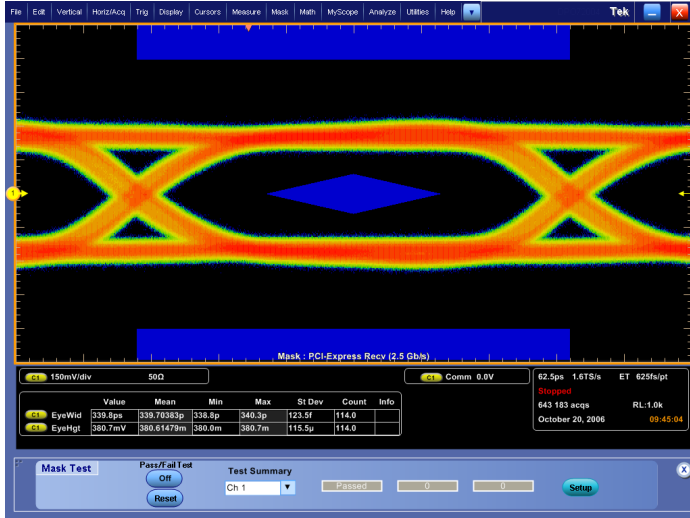 File Edit Vertical Horiz/Acq Trig Display Cursors Measure Mask Math MyScope Analyze Utilities Help Tek X
1
Mask : PCI-Express Recv (2.5 Gb/s)
C1 150mV/div 50Ω
C1 Comm 0.0V
62.5ps 1.6TS/s ET 625fs/pt
Stopped
643 183 acqs RL:1.0k
October 20, 2006 09:45:04
Value Mean Min Max St Dev Count Info
C1 EyeWid 339.8ps 339.70383p 338.8p 340.3p 123.5f 114.0
C1 EyeHgt 380.7mV 380.61479m 380.0m 380.7m 115.5µ 114.0
Mask Test
Pass/Fail Test
Off
Reset
Test Summary
Ch 1
Passed 0 0
Setup
X